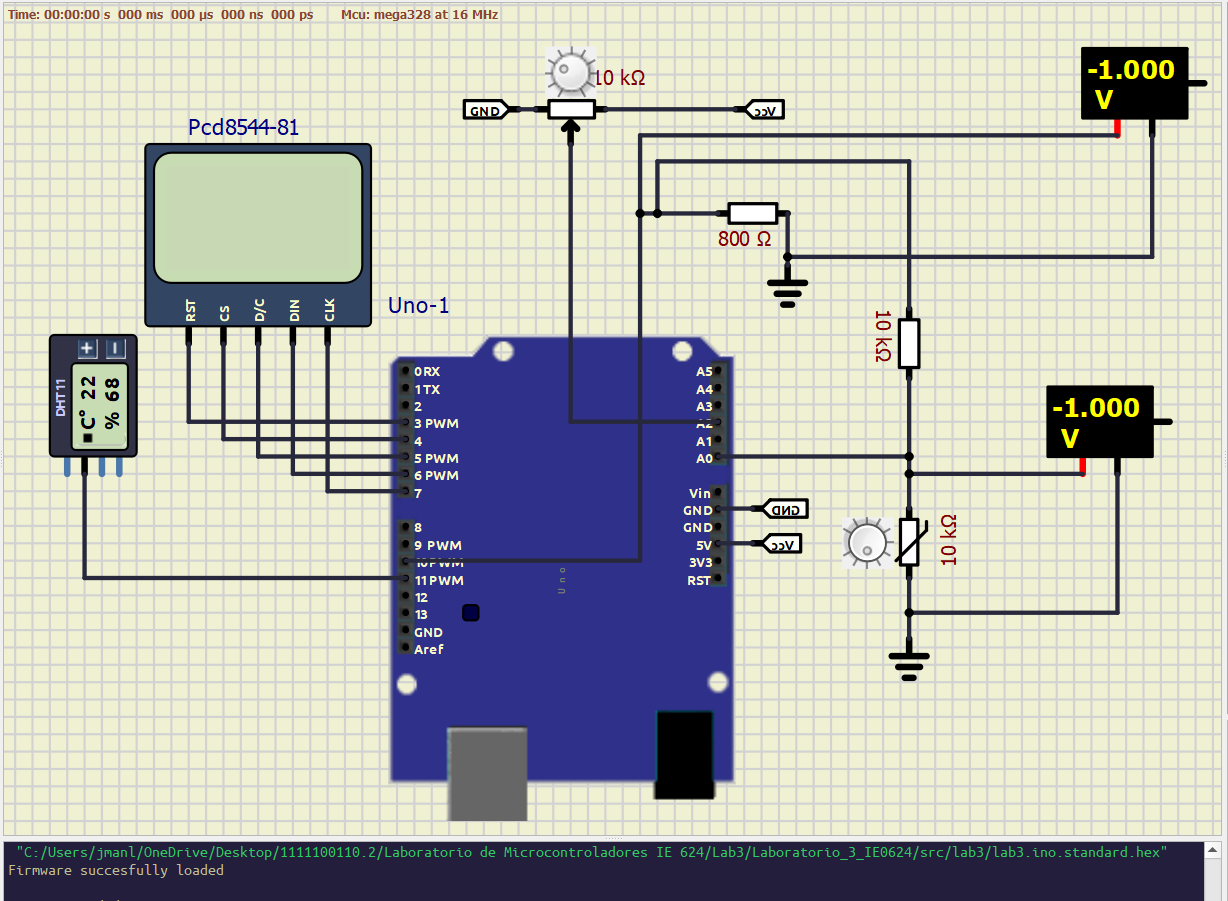 Time: 00:00:00 s 000 ms 000 µs 000 ns 000 ps Mcu: mega328 at 16 MHz
10 kΩ
GND
Vcc
-1.000
V
Pcd8544-81
RST
CS
D/C
DIN
CLK
800 Ω
Uno-1
10 kΩ
DHT11
+
-
C° 22
% 68
0RX
1TX
2
3 PWM
4
5 PWM
6 PWM
7
8
9 PWM
10PWM
11PWM
12
13
GND
Aref
Uno
A5
A4
A3
A2
A1
A0
Vin
GND
GND
5V
3V3
RST
GND
Vcc
-1.000
V
10 kΩ
"C:/Users/jmanl/OneDrive/Desktop/1111100110.2/Laboratorio de Microcontroladores IE 624/Lab3/Laboratorio_3_IE0624/src/lab3/lab3.ino.standard.hex"
Firmware succesfully loaded